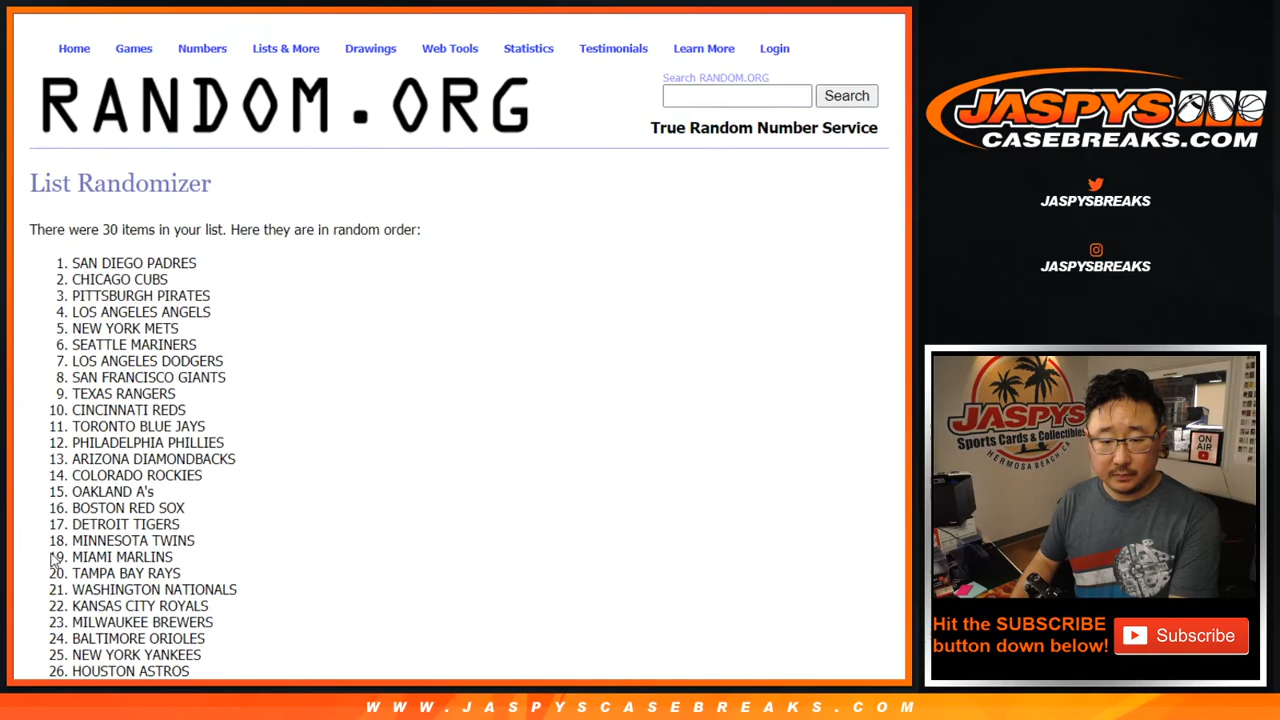 Home Games Numbers Lists & More Drawings Web Tools Statistics Testimonials Learn More Login
RANDOM.ORG
Search RANDOM.ORG
Search
True Random Number Service
List Randomizer
There were 30 items in your list. Here they are in random order:
1. SAN DIEGO PADRES
2. CHICAGO CUBS
3. PITTSBURGH PIRATES
4. LOS ANGELES ANGELS
5. NEW YORK METS
6. SEATTLE MARINERS
7. LOS ANGELES DODGERS
8. SAN FRANCISCO GIANTS
9. TEXAS RANGERS
10. CINCINNATI REDS
11. TORONTO BLUE JAYS
12. PHILADELPHIA PHILLIES
13. ARIZONA DIAMONDBACKS
14. COLORADO ROCKIES
15. OAKLAND A's
16. BOSTON RED SOX
17. DETROIT TIGERS
18. MINNESOTA TWINS
19. MIAMI MARLINS
20. TAMPA BAY RAYS
21. WASHINGTON NATIONALS
22. KANSAS CITY ROYALS
23. MILWAUKEE BREWERS
24. BALTIMORE ORIOLES
25. NEW YORK YANKEES
26. HOUSTON ASTROS
JASPYS
CASEBREAKS.COM
JASPYSBREAKS
JASPYSBREAKS
JASPYS
Sports Cards & Collectibles
HERMOSA BEACH, CA
ON AIR
Hit the SUBSCRIBE
button down below!
Subscribe
WWW.JASPYSCASEBREAKS.COM